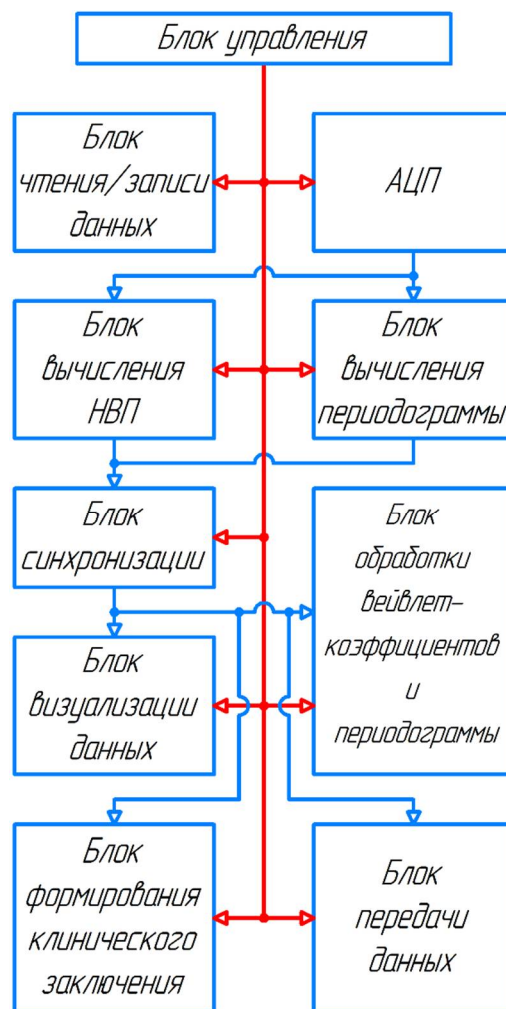 Блок управления
Блок
чтения/записи
данных
АЦП
Блок
вычисления
НВП
Блок
вычисления
периодограммы
Блок
синхронизации
Блок
обработки
вейвлет-
коэффициентов
и
периодограммы
Блок
визуализации
данных
Блок
формирования
клинического
заключения
Блок
передачи
данных